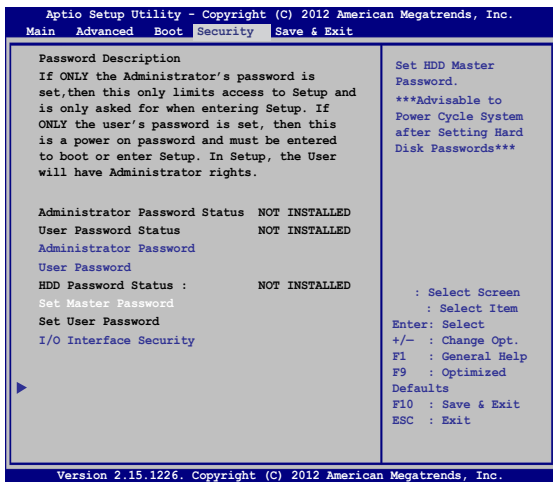 Aptio Setup Utility - Copyright (C) 2012 American Megatrends, Inc.
Main Advanced Boot Security Save & Exit
Password Description
If ONLY the Administrator's password is
set,then this only limits access to Setup and
is only asked for when entering Setup. If
ONLY the user's password is set, then this
is a power on password and must be entered
to boot or enter Setup. In Setup, the User
will have Administrator rights.
Administrator Password Status NOT INSTALLED
User Password Status NOT INSTALLED
Administrator Password
User Password
HDD Password Status : NOT INSTALLED
Set Master Password
Set User Password
I/O Interface Security
Set HDD Master
Password.
***Advisable to
Power Cycle System
after Setting Hard
Disk Passwords***
: Select Screen
: Select Item
Enter: Select
+/— : Change Opt.
F1 : General Help
F9 : Optimized
Defaults
F10 : Save & Exit
ESC : Exit
Version 2.15.1226. Copyright (C) 2012 American Megatrends, Inc.